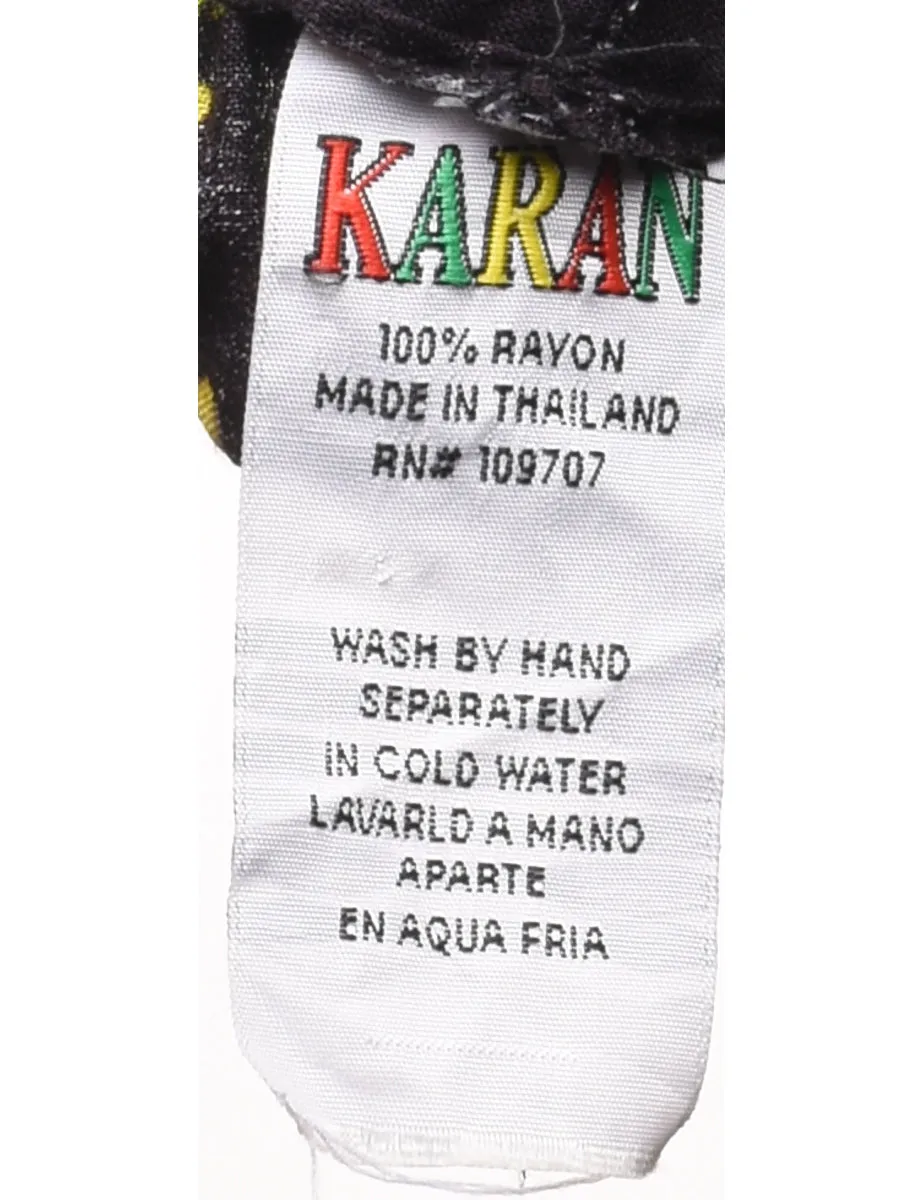 KARAN
100% RAYON
MADE IN THAILAND
RN# 109707
WASH BY HAND
SEPARATELY
IN COLD WATER
LAVARLD A MANO
APARTE
EN AQUA FRIA